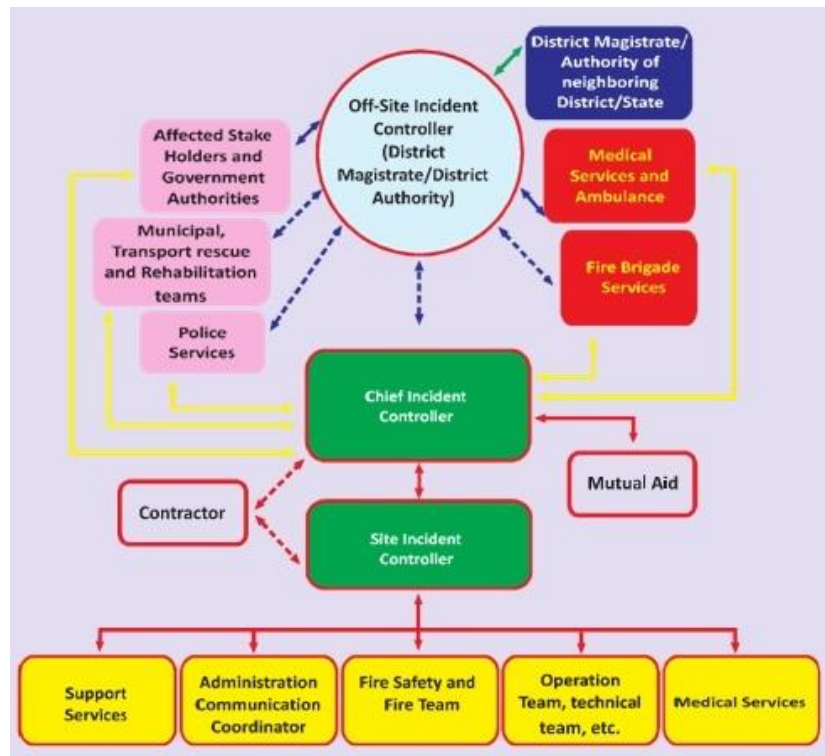 District Magistrate/
Authority of
neighboring
District/State
Off-Site Incident
Controller
(District
Magistrate/District
Authority)
Affected Stake
Holders and
Government
Authorities
Medical
Services and
Ambulance
Municipal,
Transport rescue
and Rehabilitation
teams
Fire Brigade
Services
Police
Services
Chief Incident
Controller
Mutual Aid
Contractor
Site Incident
Controller
Support
Services
Administration
Communication
Coordinator
Fire Safety and
Fire Team
Operation
Team, technical
team, etc.
Medical Services